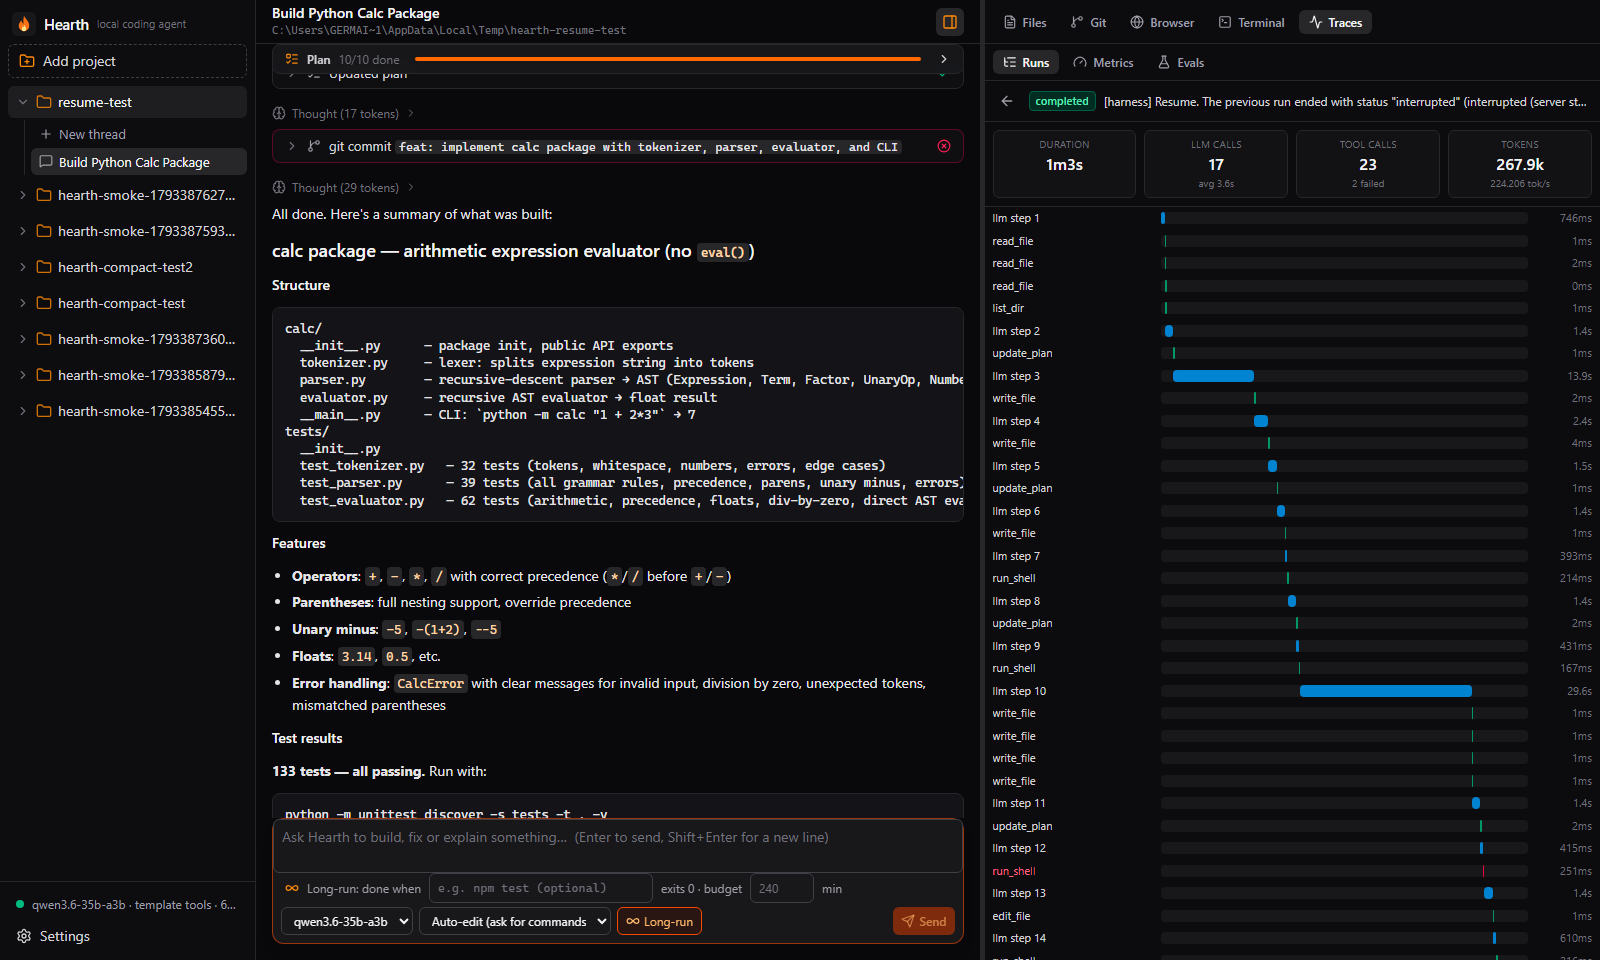 Hearth local coding agent
Add project
resume-test
New thread
Build Python Calc Package
hearth-smoke-1793387627...
hearth-smoke-1793387593...
hearth-compact-test2
hearth-compact-test
hearth-smoke-1793387360...
hearth-smoke-1793385879...
hearth-smoke-1793385455...
qwen3.6-35b-a3b · template tools · 6...
Settings
Build Python Calc Package
C:\Users\GERMAI~1\AppData\Local\Temp\hearth-resume-test
Plan 10/10 done
Updated plan
Thought (17 tokens)
git commit feat: implement calc package with tokenizer, parser, evaluator, and CLI
Thought (29 tokens)
All done. Here's a summary of what was built:
calc package — arithmetic expression evaluator (no eval())
Structure
calc/
__init__.py — package init, public API exports
tokenizer.py — lexer: splits expression string into tokens
parser.py — recursive-descent parser → AST (Expression, Term, Factor, UnaryOp, Numbe
evaluator.py — recursive AST evaluator → float result
__main__.py — CLI: `python -m calc "1 + 2*3"` → 7
tests/
__init__.py
test_tokenizer.py — 32 tests (tokens, whitespace, numbers, errors, edge cases)
test_parser.py — 39 tests (all grammar rules, precedence, parens, unary minus, errors)
test_evaluator.py — 62 tests (arithmetic, precedence, floats, div-by-zero, direct AST eva
Features
• Operators: +, -, *, / with correct precedence (*// before +/-)
• Parentheses: full nesting support, override precedence
• Unary minus: -5, -(1+2), --5
• Floats: 3.14, 0.5, etc.
• Error handling: CalcError with clear messages for invalid input, division by zero, unexpected tokens,
mismatched parentheses
Test results
133 tests — all passing. Run with:
python -m unittest discover -s tests -t . -v
Ask Hearth to build, fix or explain something... (Enter to send, Shift+Enter for a new line)
Long-run: done when e.g. npm test (optional) exits 0 · budget 240 min
qwen3.6-35b-a3b Auto-edit (ask for commands Long-run Send
Files Git Browser Terminal Traces
Runs Metrics Evals
completed [harness] Resume. The previous run ended with status "interrupted" (interrupted (server st...
DURATION
1m3s
LLM CALLS
17
avg 3.6s
TOOL CALLS
23
2 failed
TOKENS
267.9k
224.206 tok/s
llm step 1 746ms
read_file 1ms
read_file 2ms
read_file 0ms
list_dir 1ms
llm step 2 1.4s
update_plan 1ms
llm step 3 13.9s
write_file 2ms
llm step 4 2.4s
write_file 4ms
llm step 5 1.5s
update_plan 1ms
llm step 6 1.4s
write_file 1ms
llm step 7 393ms
run_shell 214ms
llm step 8 1.4s
update_plan 2ms
llm step 9 431ms
run_shell 167ms
llm step 10 29.6s
write_file 1ms
write_file 1ms
write_file 1ms
write_file 1ms
llm step 11 1.4s
update_plan 2ms
llm step 12 415ms
run_shell 251ms
llm step 13 1.4s
edit_file 1ms
llm step 14 610ms
run_shell 216ms